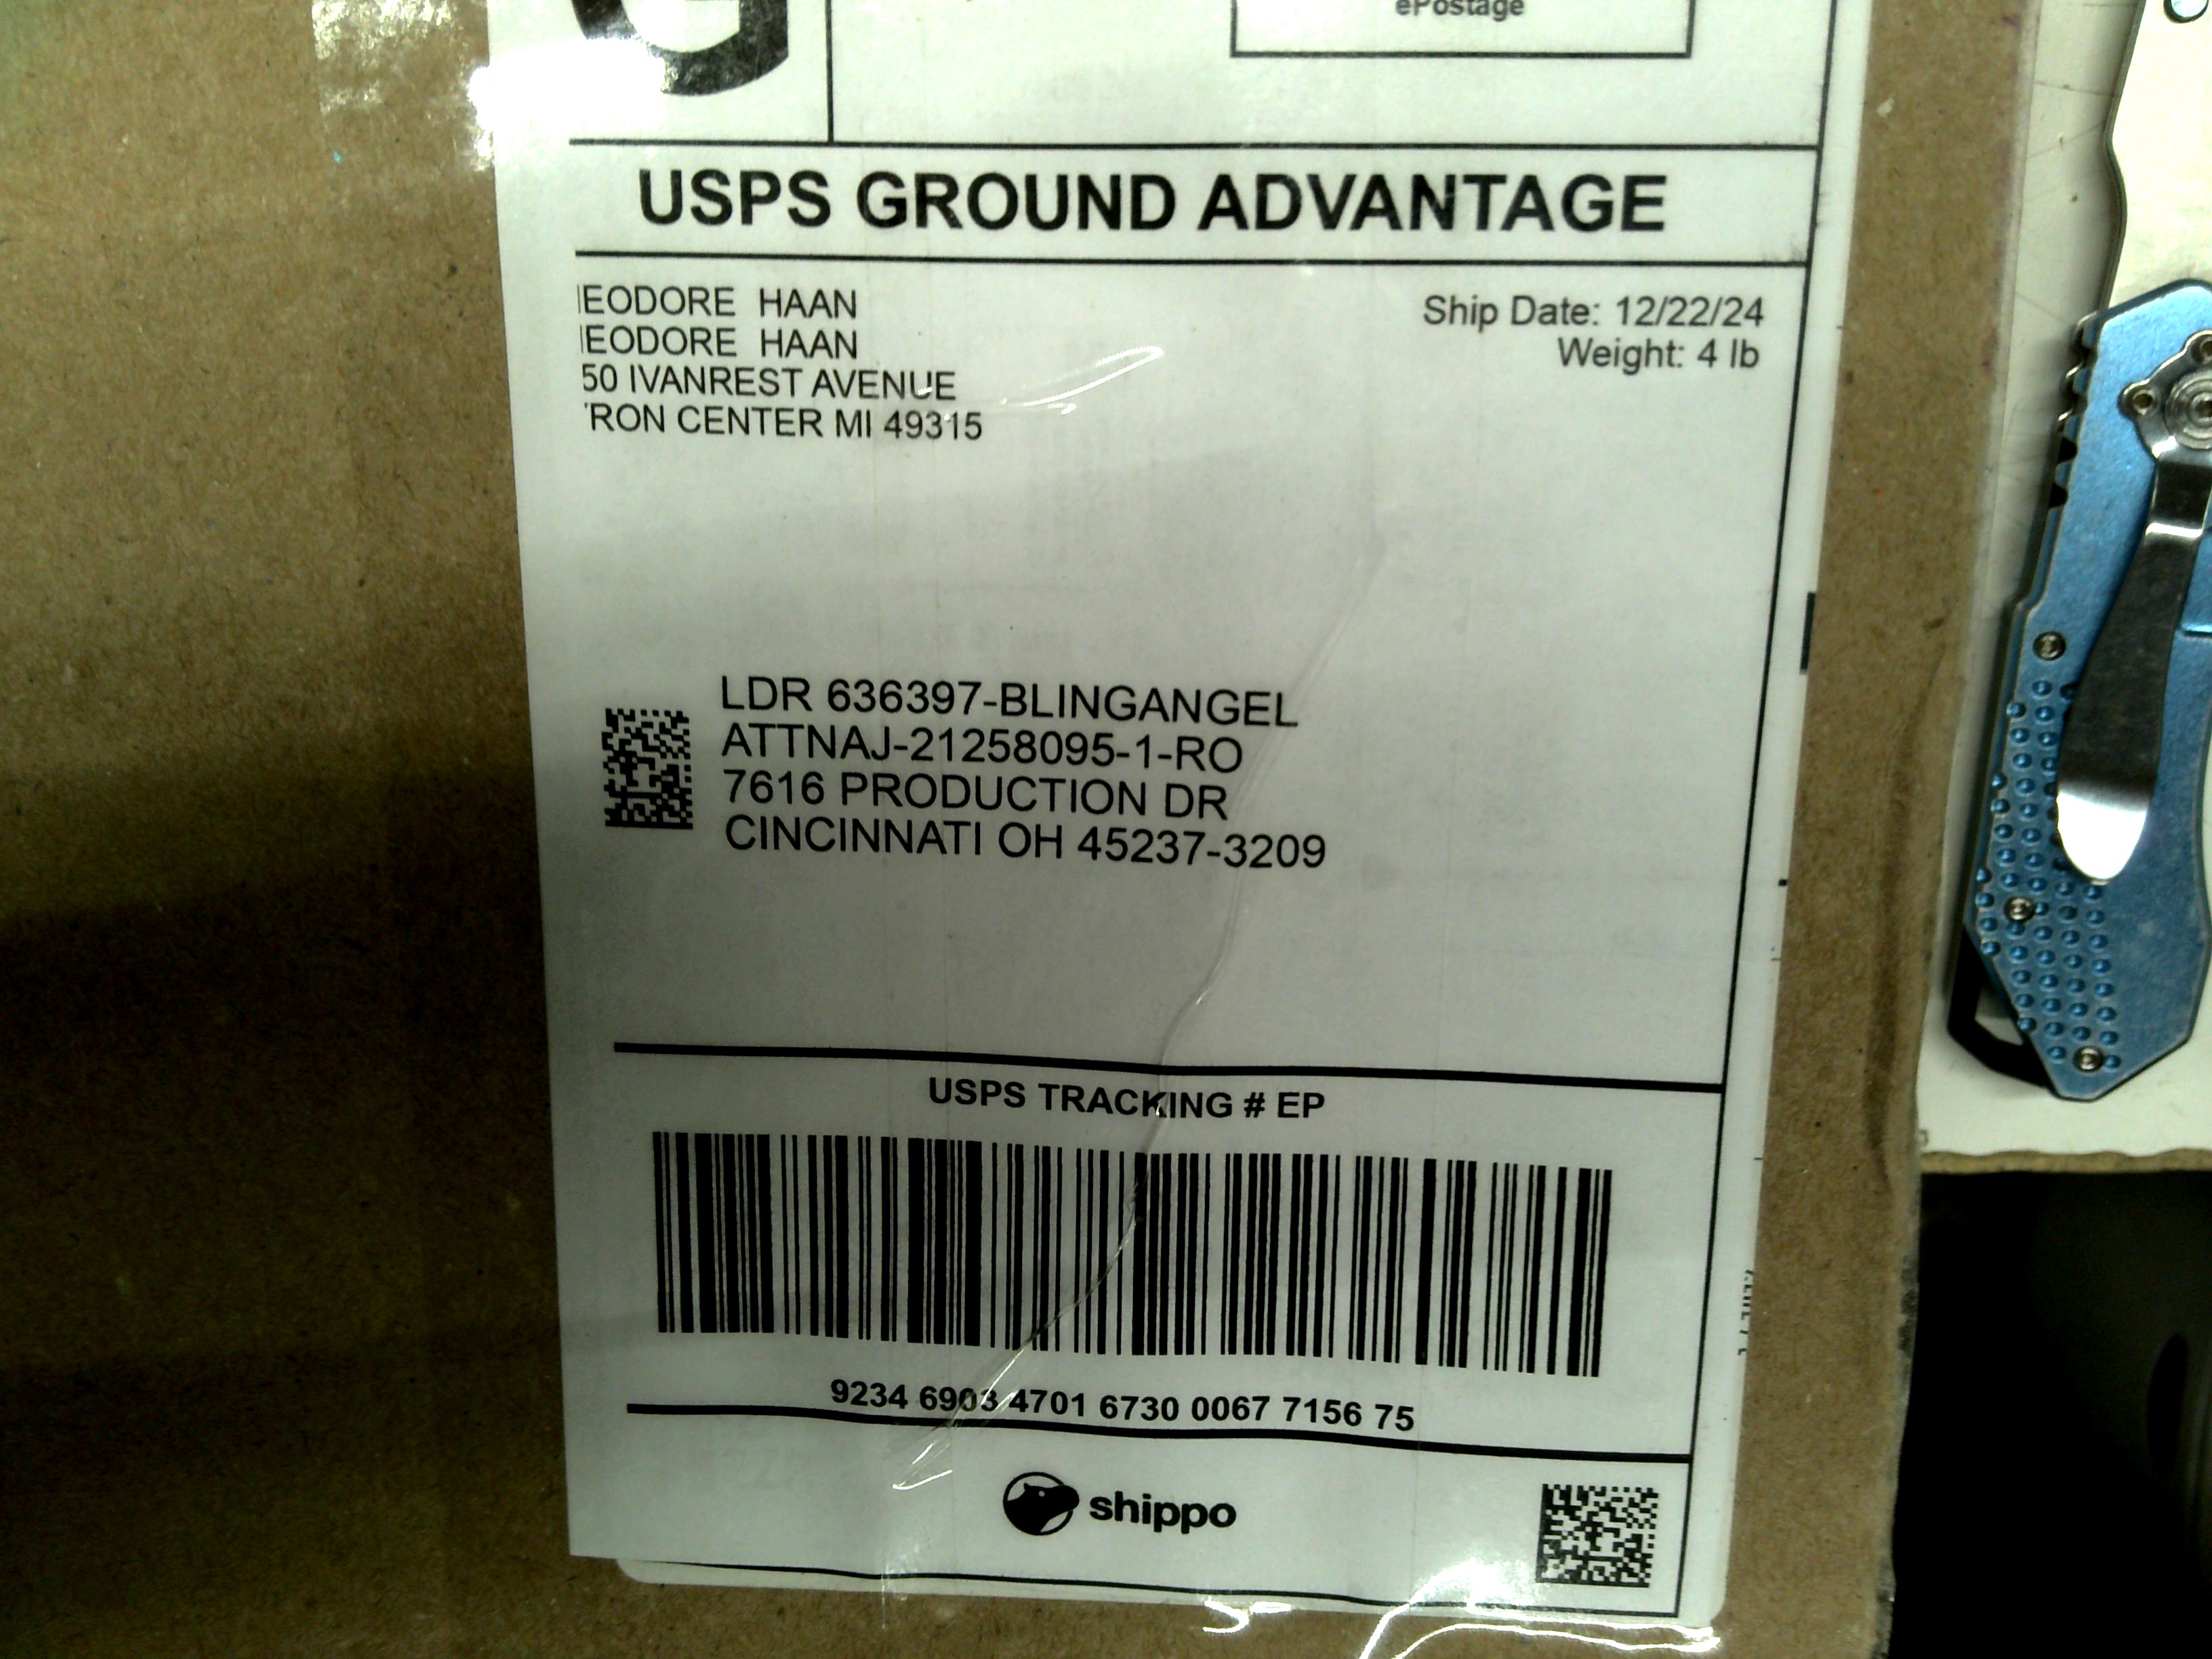 G
ePostage
USPS GROUND ADVANTAGE
EODORE HAAN
EODORE HAAN
50 IVANREST AVENUE
RON CENTER MI 49315
Ship Date: 12/22/24
Weight: 4 lb
LDR 636397-BLINGANGEL
ATTNAJ-21258095-1-RO
7616 PRODUCTION DR
CINCINNATI OH 45237-3209
USPS TRACKING # EP
9234 6903 4701 6730 0067 7156 75
shippo